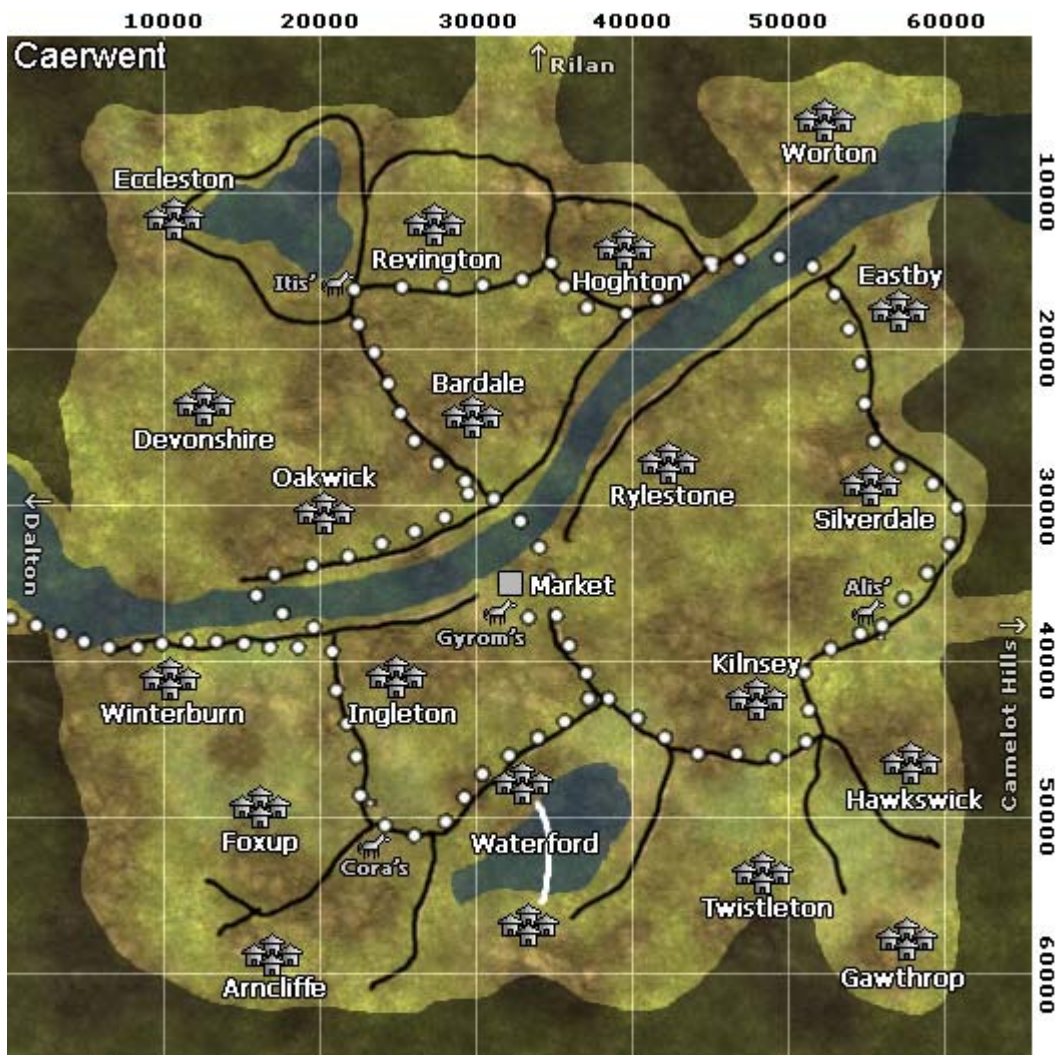 10000 20000 30000 40000 50000 60000
Caerwent
↑Rilan
Worton
10000
Eccleston
Revington
Itis'
Hoghton
Eastby
20000
Bardale
Devonshire
Oakwick
Rylestone
30000
Silverdale
←Dalton
Market
Alis'
Gyrom's
40000
Kilnsey
Winterburn
Ingleton
Camelot Hills→
Hawkswick
50000
Foxup
Waterford
Cora's
Twistleton
Gawthrop
Arncliffe
60000